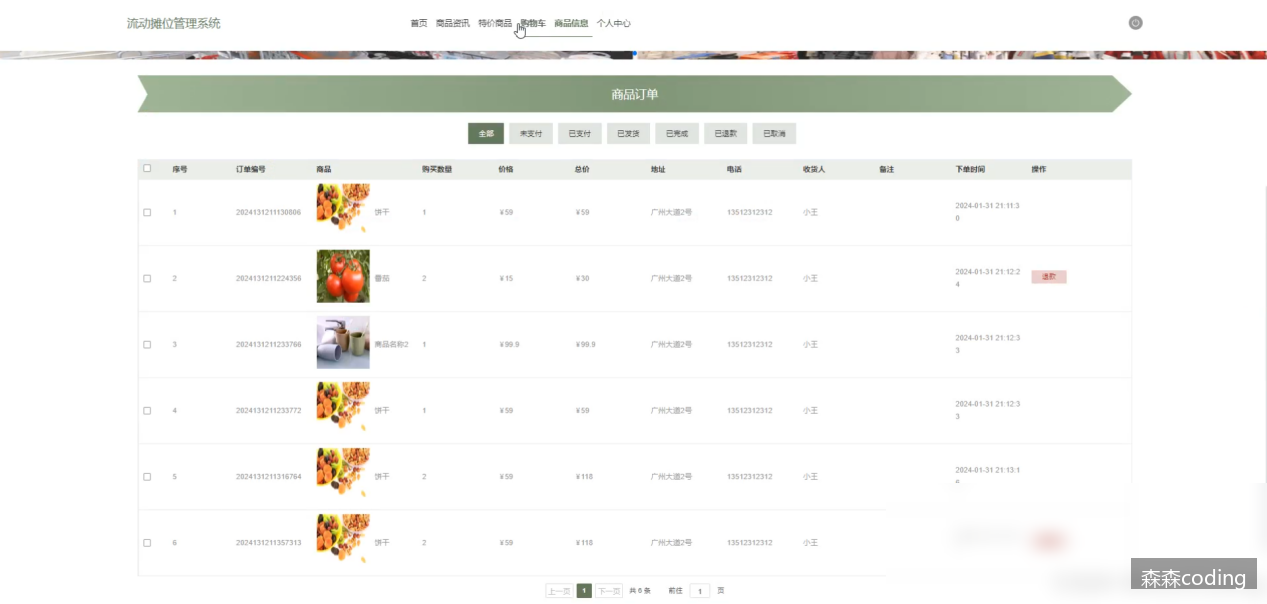 流动摊位管理系统
首页 商品资讯 特价商品 购物车 商品信息 个人中心
商品订单
全部 未支付 已支付 已发货 已完成 已退款 已取消
序号 订单编号 商品 购买数量 价格 总价 地址 电话 收货人 备注 下单时间 操作
1 2024131211130806 饼干 1 ¥59 ¥59 广州大道2号 13512312312 小王 2024-01-31 21:11:3
0
2 2024131211224356 番茄 2 ¥15 ¥30 广州大道2号 13512312312 小王 2024-01-31 21:12:2
4
退款
3 2024131211233766 商品名称2 1 ¥99.9 ¥99.9 广州大道2号 13512312312 小王 2024-01-31 21:12:3
3
4 2024131211233772 饼干 1 ¥59 ¥59 广州大道2号 13512312312 小王 2024-01-31 21:12:3
3
5 2024131211316764 饼干 2 ¥59 ¥118 广州大道2号 13512312312 小王 2024-01-31 21:13:1
6 2024131211357313 饼干 2 ¥59 ¥118 广州大道2号 13512312312 小王
上一页 1 下一页 共 6 条 前往 1 页
森森coding